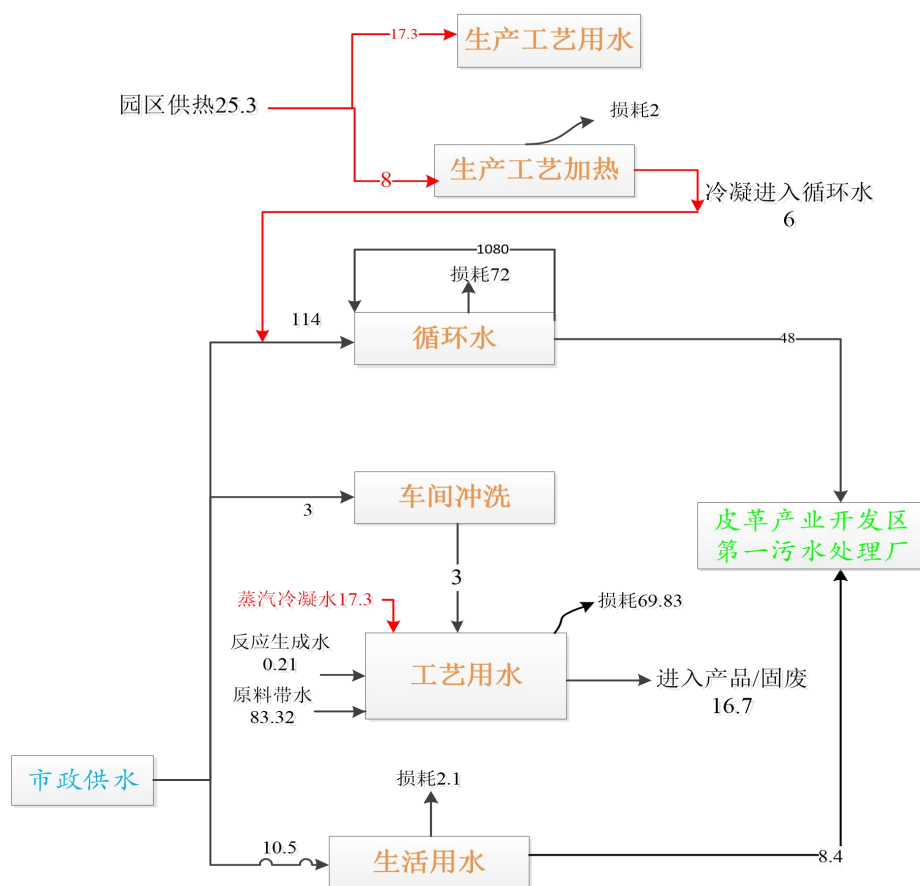 17.3
生产工艺用水
园区供热25.3
损耗2
生产工艺加热
8
冷凝进入循环水
6
1080
损耗72
114
循环水
48
车间冲洗
3
皮革产业开发区
第一污水处理厂
3
蒸汽冷凝水17.3
损耗69.83
反应生成水
0.21
工艺用水
进入产品/固废
16.7
原料带水
83.32
市政供水
损耗2.1
10.5
生活用水
8.4